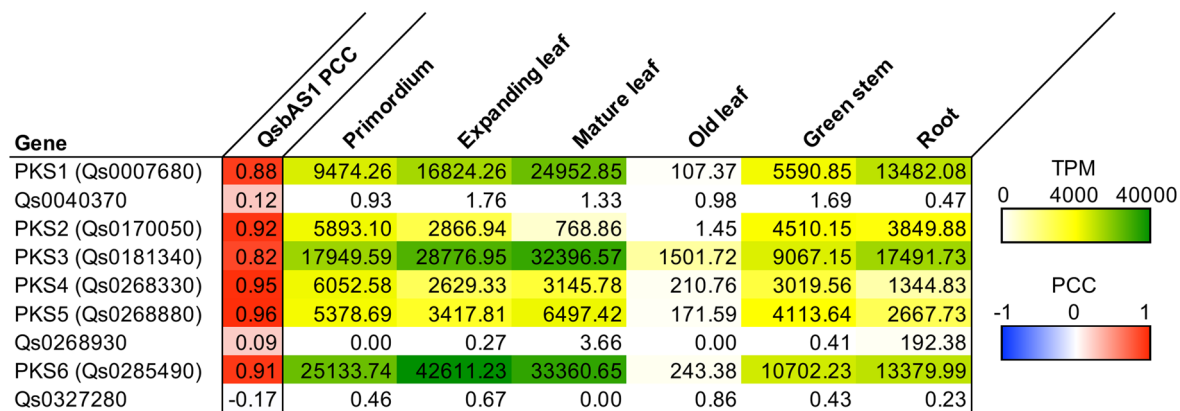 Gene QsbAS1 PCC Primordium Expanding leaf Mature leaf Old leaf Green stem Root
PKS1 (Qs0007680) 0.88 9474.26 16824.26 24952.85 107.37 5590.85 13482.08
Qs0040370 0.12 0.93 1.76 1.33 0.98 1.69 0.47
PKS2 (Qs0170050) 0.92 5893.10 2866.94 768.86 1.45 4510.15 3849.88
PKS3 (Qs0181340) 0.82 17949.59 28776.95 32396.57 1501.72 9067.15 17491.73
PKS4 (Qs0268330) 0.95 6052.58 2629.33 3145.78 210.76 3019.56 1344.83
PKS5 (Qs0268880) 0.96 5378.69 3417.81 6497.42 171.59 4113.64 2667.73
Qs0268930 0.09 0.00 0.27 3.66 0.00 0.41 192.38
PKS6 (Qs0285490) 0.91 25133.74 42611.23 33360.65 243.38 10702.23 13379.99
Qs0327280 -0.17 0.46 0.67 0.00 0.86 0.43 0.23
TPM
0 4000 40000
PCC
-1 0 1